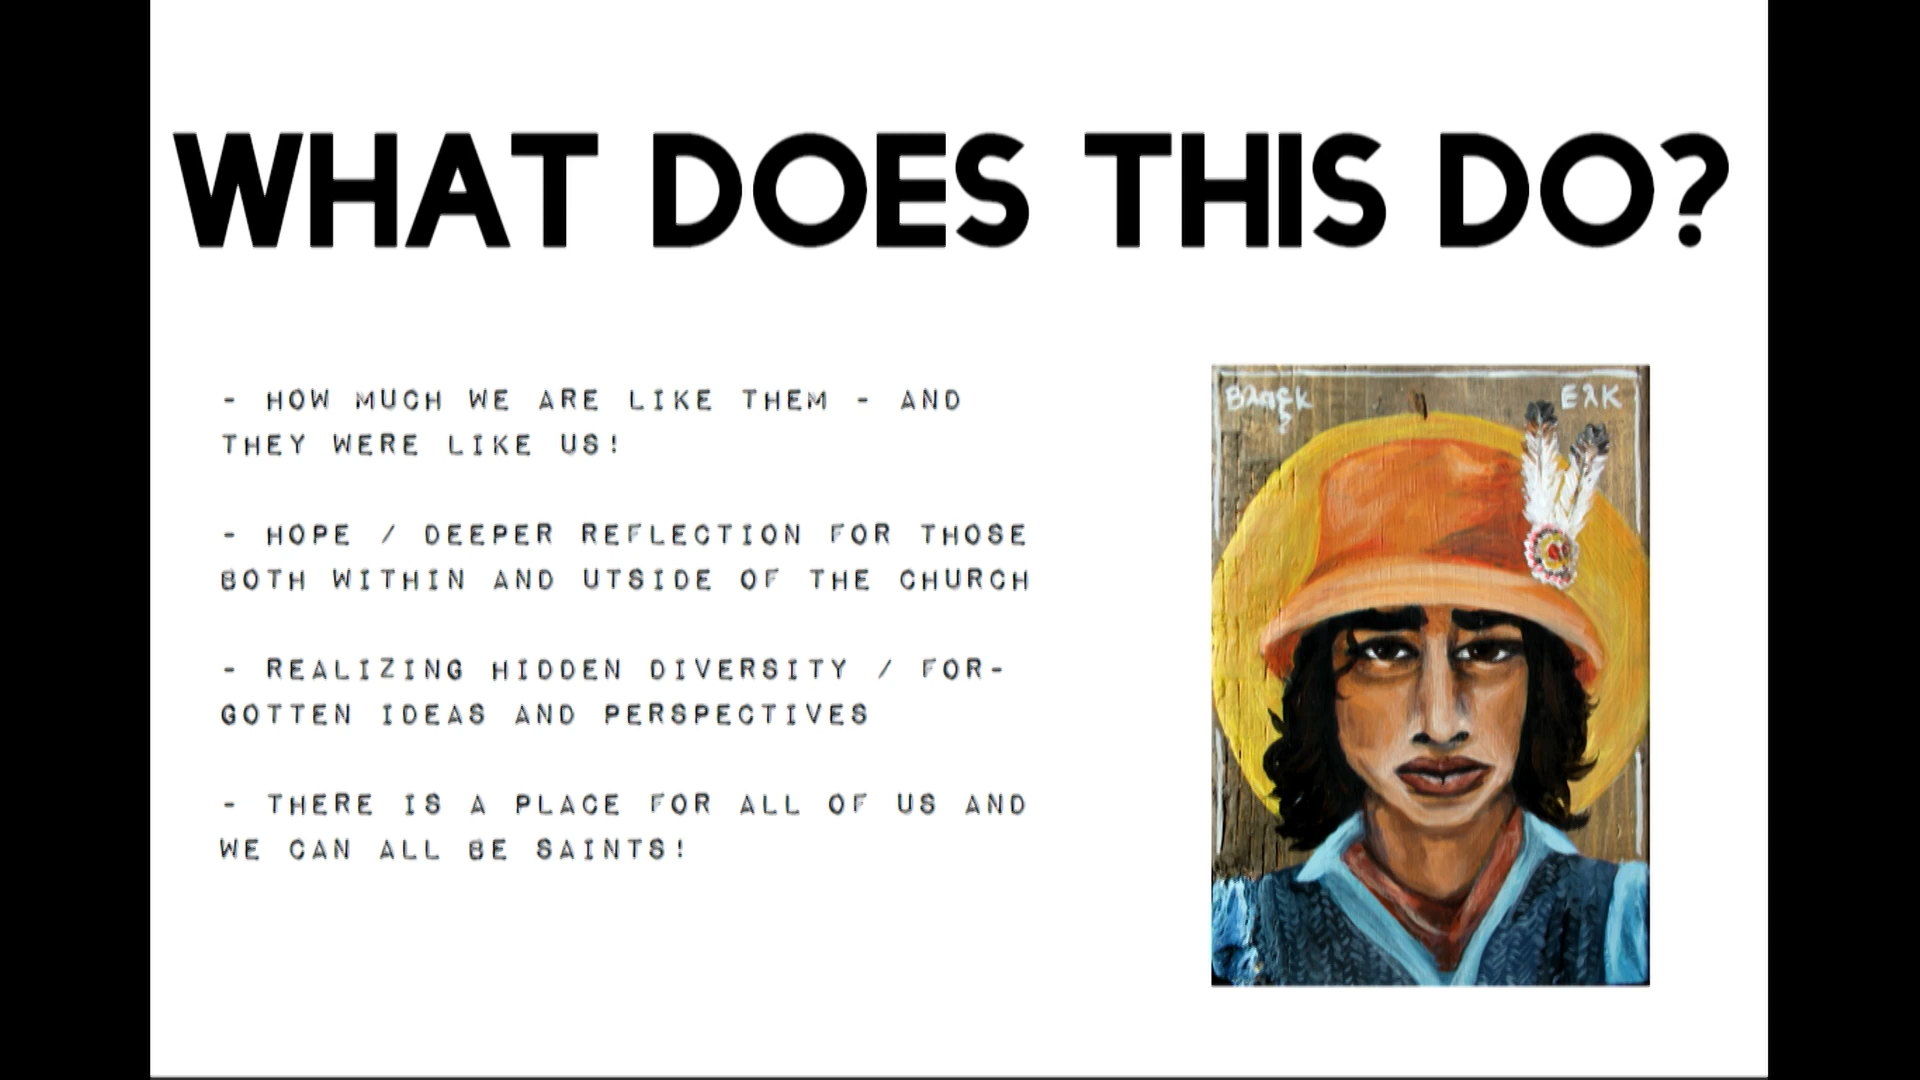 WHAT DOES THIS DO?
- HOW MUCH WE ARE LIKE THEM - AND
THEY WERE LIKE US!
- HOPE / DEEPER REFLECTION FOR THOSE
BOTH WITHIN AND UTSIDE OF THE CHURCH
- REALIZING HIDDEN DIVERSITY / FOR-
GOTTEN IDEAS AND PERSPECTIVES
- THERE IS A PLACE FOR ALL OF US AND
WE CAN ALL BE SAINTS!